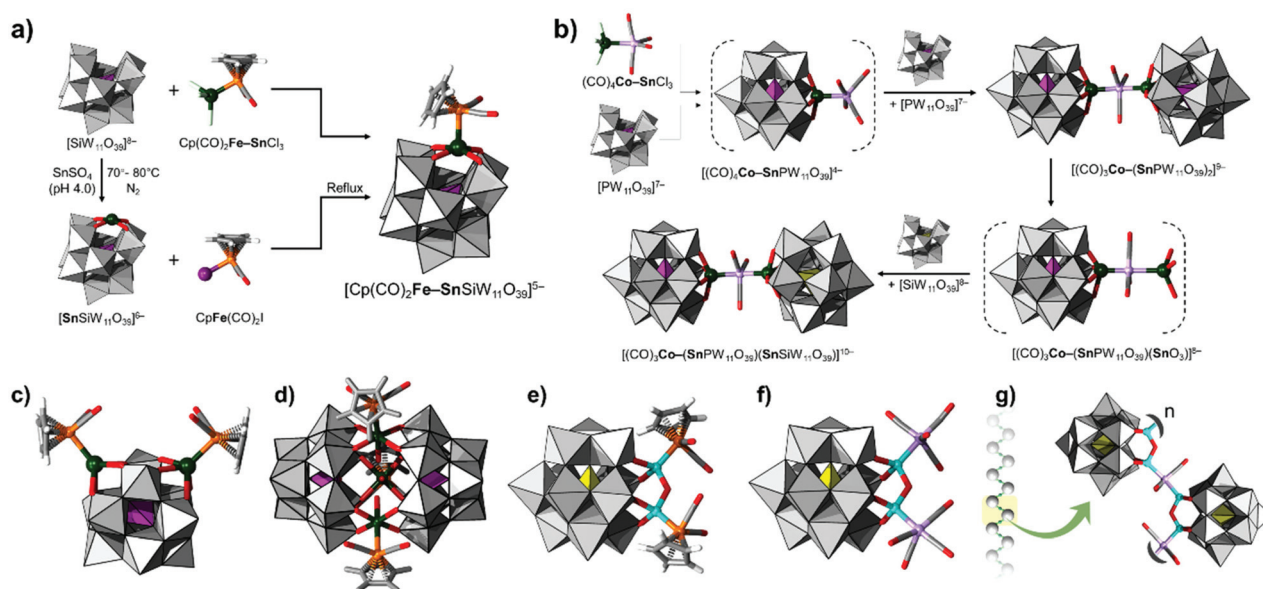 a)
[SiW₁₁O₃₉]⁸⁻
+
Cp(CO)₂Fe–SnCl₃
SnSO₄
(pH 4.0)
70°- 80°C
N₂
Reflux
[SnSiW₁₁O₃₉]⁶⁻
+
CpFe(CO)₂I
[Cp(CO)₂Fe–SnSiW₁₁O₃₉]⁵⁻
b)
(CO)₄Co–SnCl₃
[PW₁₁O₃₉]⁷⁻
[(CO)₄Co–SnPW₁₁O₃₉]⁴⁻
+ [PW₁₁O₃₉]⁷⁻
[(CO)₃Co–(SnPW₁₁O₃₉)₂]⁹⁻
[(CO)₃Co–(SnPW₁₁O₃₉)(SnO₃)]⁸⁻
+ [SiW₁₁O₃₉]⁸⁻
[(CO)₃Co–(SnPW₁₁O₃₉)(SnSiW₁₁O₃₉)]¹⁰⁻
c)
d)
e)
f)
g)
n